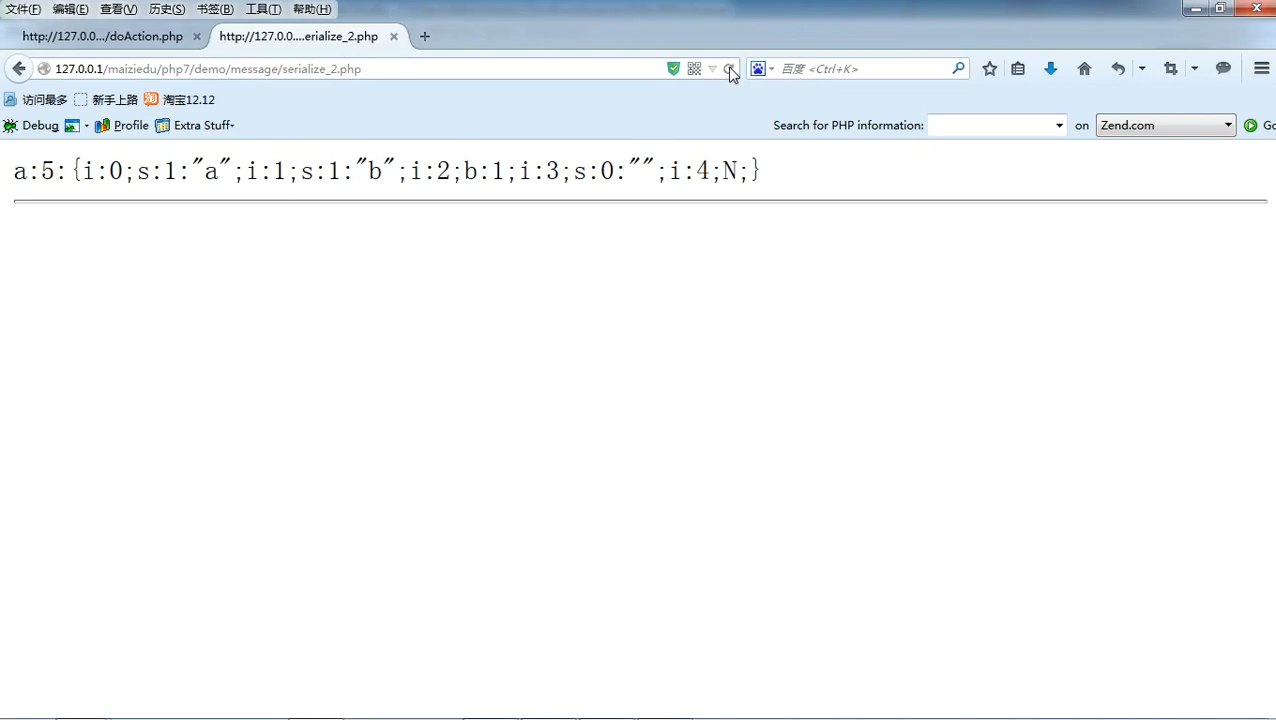 文件(F) 编辑(E) 查看(V) 历史(S) 书签(B) 工具(T) 帮助(H)
http://127.0.0.../doAction.php × http://127.0.0....erialize_2.php × +
127.0.0.1/maiziedu/php7/demo/message/serialize_2.php 百度 <Ctrl+K>
访问最多 新手上路 淘宝12.12
Debug Profile Extra Stuff Search for PHP information: on Zend.com Go
a:5:{i:0;s:1:"a";i:1;s:1:"b";i:2;b:1;i:3;s:0:"";i:4;N;}